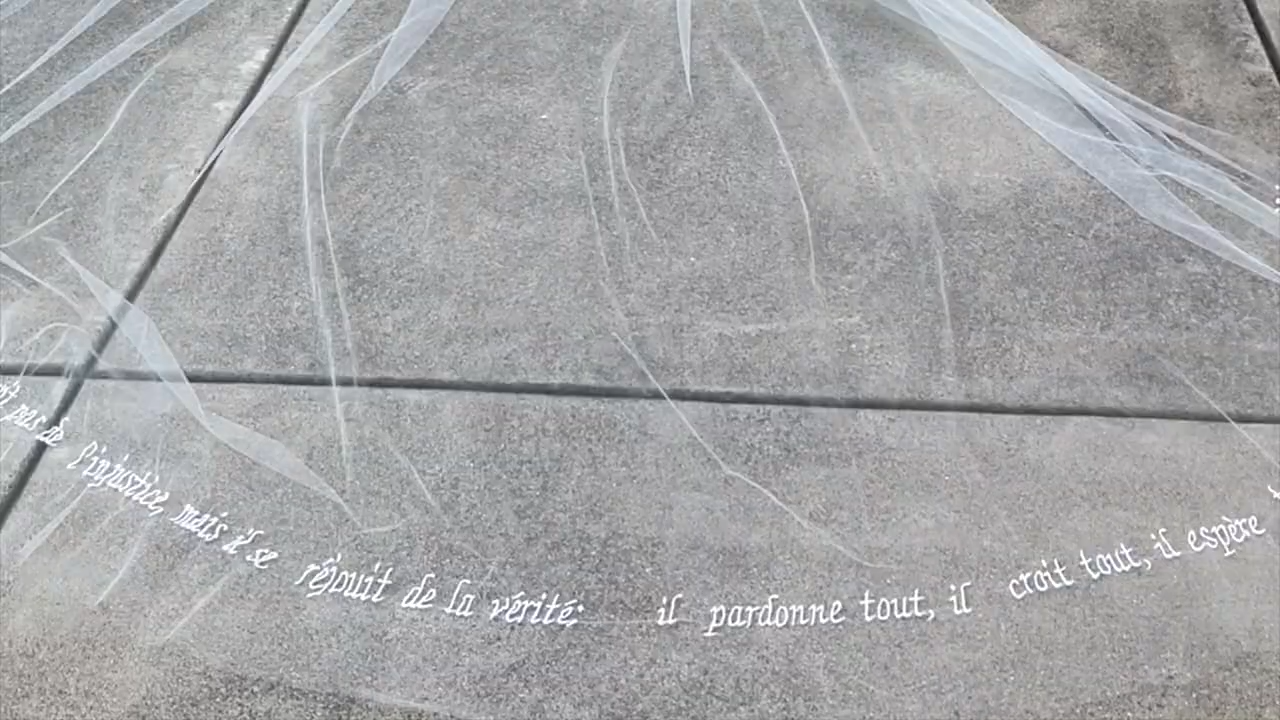 pas de l'injustice, mais il se réjouit de la vérité; il pardonne tout, il croit tout, il espère